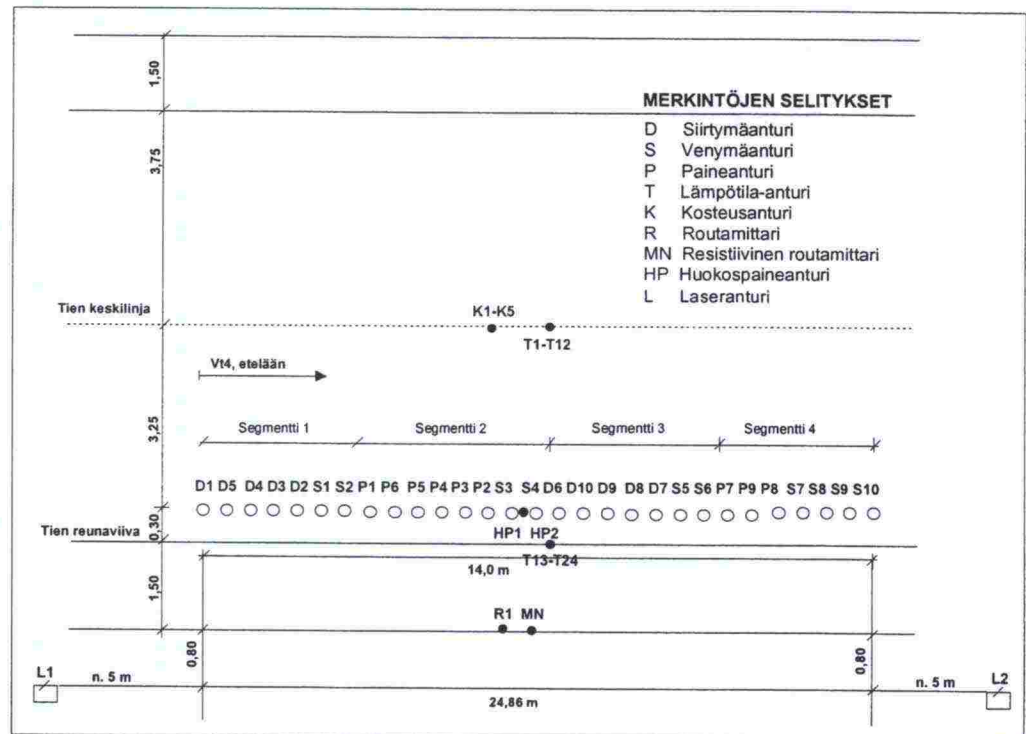 1,50
MERKINTÖJEN SELITYKSET
D Siirtymäanturi
S Venymäanturi
P Paineanturi
T Lämpötila-anturi
K Kosteusanturi
R Routamittari
MN Resistiivinen routamittari
HP Huokospaineanturi
L Laseranturi
3,75
Tien keskilinja
K1-K5
T1-T12
Vt4, etelään
3,25
Segmentti 1 Segmentti 2 Segmentti 3 Segmentti 4
D1 D5 D4 D3 D2 S1 S2 P1 P6 P5 P4 P3 P2 S3 S4 D6 D10 D9 D8 D7 S5 S6 P7 P9 P8 S7 S8 S9 S10
0,30
Tien reunaviiva
HP1 HP2
T13-T24
14,0 m
1,50
R1 MN
0,80
0,80
L1
n. 5 m
24,86 m
n. 5 m
L2